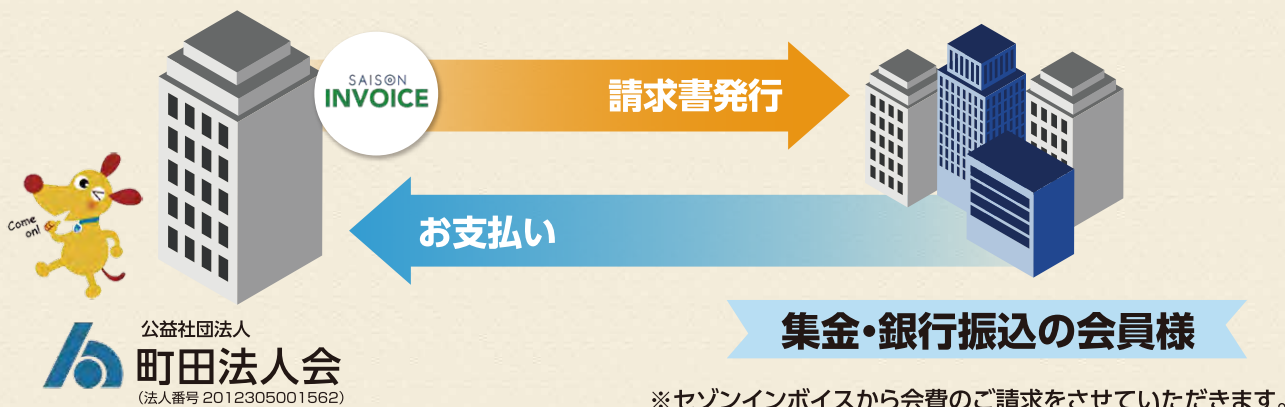 SAISON
INVOICE
請求書発行
お支払い
Come
on!
公益社団法人
町田法人会
(法人番号 2012305001562)
集金・銀行振込の会員様
※セゾンインボイスから会費のご請求をさせていただきます。